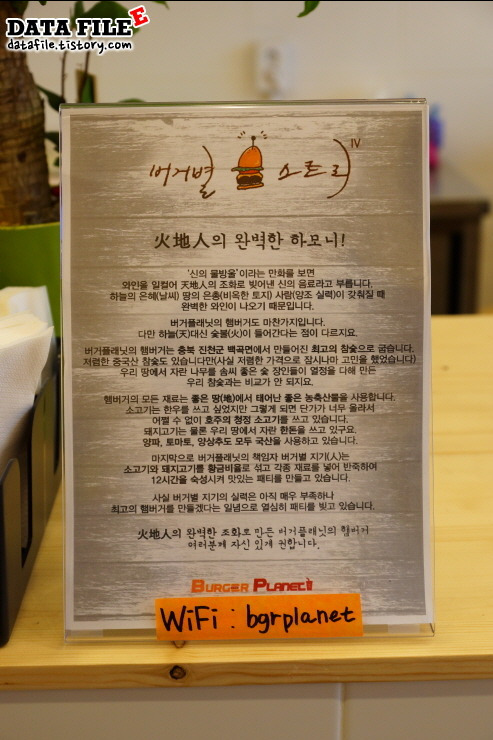 DATA FILE E
datafile.tistory.com
버거별 스토리 IV
火地人의 완벽한 하모니!
'신의 물방울'이라는 만화를 보면
와인을 일컬어 天地人의 조화로 빚어낸 신의 음료라고 부릅니다.
하늘의 은혜(날씨) 땅의 은총(비옥한 토지) 사람(양조 실력)이 갖춰질 때
완벽한 와인이 나오기 때문입니다.
버거플래닛의 햄버거도 마찬가지입니다.
다만 하늘(天)대신 숯불(火)이 들어간다는 점이 다르지요.
버거플래닛의 햄버거는 충북 진천군 백곡면에서 만들어진 최고의 참숯으로 굽습니다.
저렴한 중국산 참숯도 있습니다만(사실 저렴한 가격으로 잠시나마 고민을 했었습니다)
우리 땅에서 자란 나무를 솜씨 좋은 숯 장인들이 열정을 다해 만든
우리 참숯과는 비교가 안 되지요.
햄버거의 모든 재료는 좋은 땅(地)에서 태어난 좋은 농축산물을 사용합니다.
소고기는 한우를 쓰고 싶었지만 그렇게 되면 단가가 너무 올라서
어쩔 수 없이 호주의 청정 소고기를 쓰고 있습니다.
돼지고기는 물론 우리 땅에서 자란 한돈을 쓰고 있구요.
양파, 토마토, 양상추도 모두 국산을 사용하고 있습니다.
마지막으로 버거플래닛의 책임자 버거별 지기(人)는
소고기와 돼지고기를 황금비율로 섞고 각종 재료를 넣어 반죽하여
12시간을 숙성시켜 맛있는 패티를 만들고 있습니다.
사실 버거별 지기의 실력은 아직 매우 부족하나
최고의 햄버거를 만들겠다는 일념으로 열심히 패티를 빚고 있습니다.
火地人의 완벽한 조화로 만든 버거플래닛의 햄버거
여러분께 자신 있게 권합니다.
BURGER PLANET
WiFi : bgrplanet